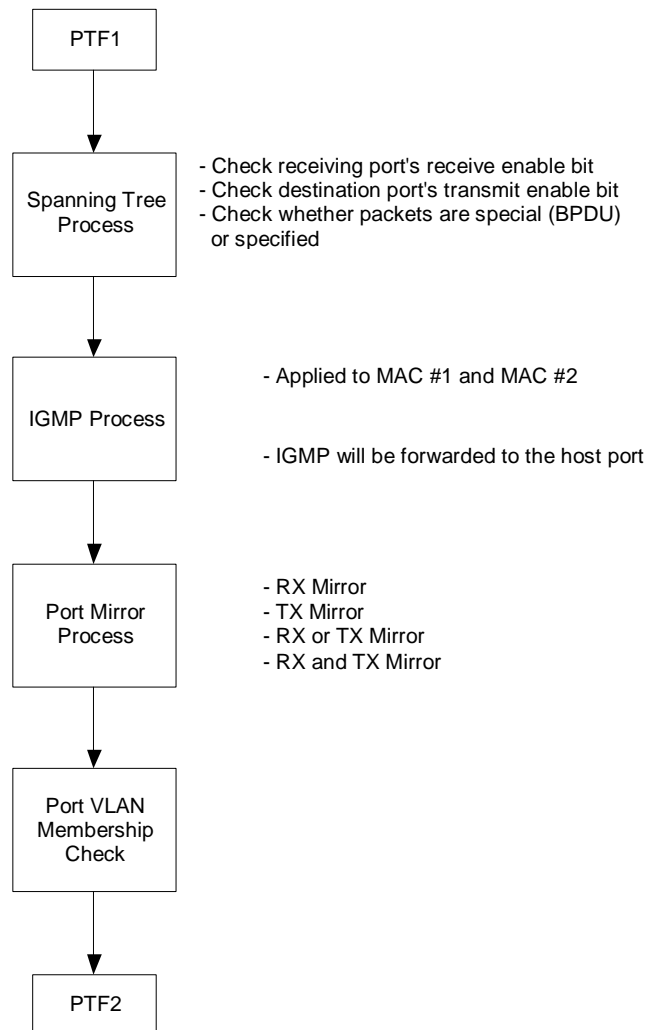 PTF1
Spanning Tree
Process
- Check receiving port's receive enable bit
- Check destination port's transmit enable bit
- Check whether packets are special (BPDU)
or specified
IGMP Process
- Applied to MAC #1 and MAC #2
- IGMP will be forwarded to the host port
Port Mirror
Process
- RX Mirror
- TX Mirror
- RX or TX Mirror
- RX and TX Mirror
Port VLAN
Membership
Check
PTF2